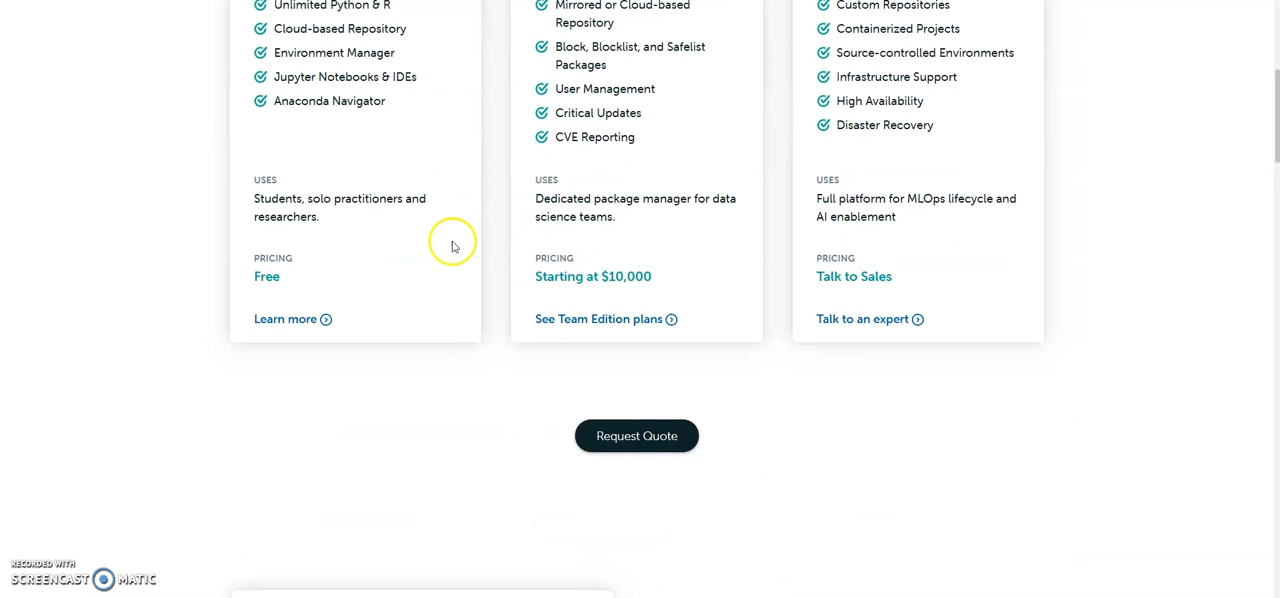 Unlimited Python & R
Cloud-based Repository
Environment Manager
Jupyter Notebooks & IDEs
Anaconda Navigator
USES
Students, solo practitioners and
researchers.
PRICING
Free
Learn more
Mirrored or Cloud-based
Repository
Block, Blocklist, and Safelist
Packages
User Management
Critical Updates
CVE Reporting
USES
Dedicated package manager for data
science teams.
PRICING
Starting at $10,000
See Team Edition plans
Custom Repositories
Containerized Projects
Source-controlled Environments
Infrastructure Support
High Availability
Disaster Recovery
USES
Full platform for MLOps lifecycle and
AI enablement
PRICING
Talk to Sales
Talk to an expert
Request Quote
RECORDED WITH
SCREENCAST MATIC